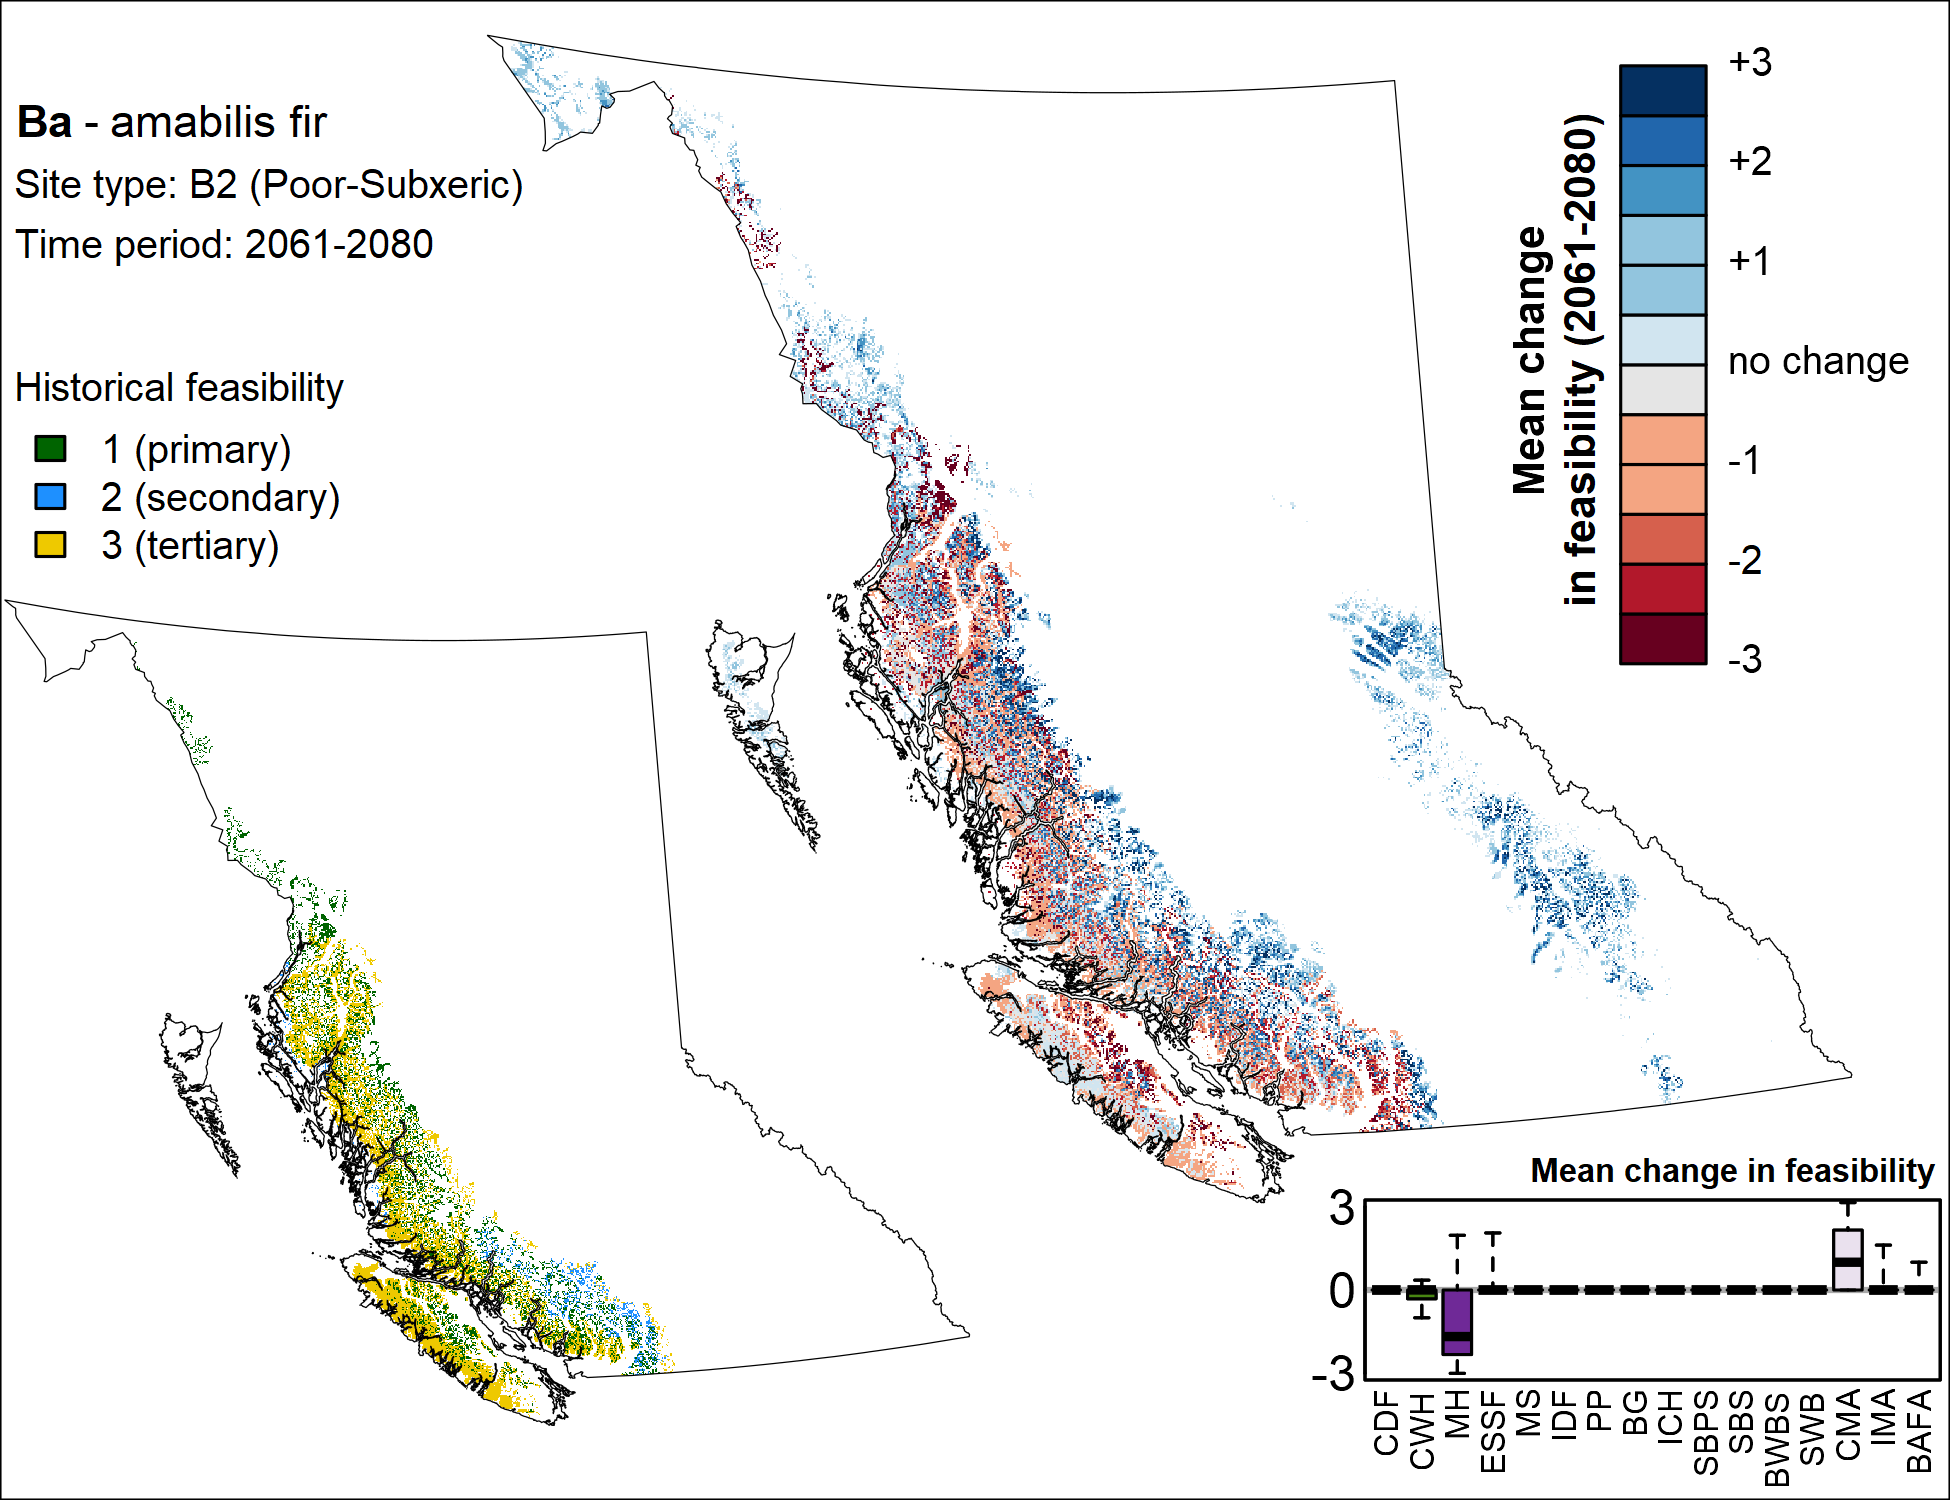 Ba - amabilis fir
Site type: B2 (Poor-Subxeric)
Time period: 2061-2080
Historical feasibility
1 (primary)
2 (secondary)
3 (tertiary)
Mean change
in feasibility (2061-2080)
+3
+2
+1
no change
-1
-2
-3
Mean change in feasibility
3
0
-3
CDF
CWH
MH
ESSF
MS
IDF
PP
BG
ICH
SBPS
SBS
BWBS
SWB
CMA
IMA
BAFA